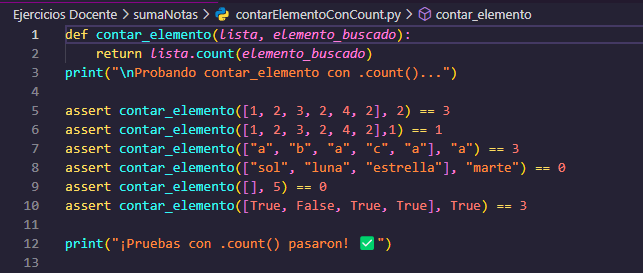 Ejercicios Docente > sumaNotas > contarElementoConCount.py > contar_elemento
1 def contar_elemento(lista, elemento_buscado):
2     return lista.count(elemento_buscado)
3 print("\nProbando contar_elemento con .count()...")
4
5 assert contar_elemento([1, 2, 3, 2, 4, 2], 2) == 3
6 assert contar_elemento([1, 2, 3, 2, 4, 2],1) == 1
7 assert contar_elemento(["a", "b", "a", "c", "a"], "a") == 3
8 assert contar_elemento(["sol", "luna", "estrella"], "marte") == 0
9 assert contar_elemento([], 5) == 0
10 assert contar_elemento([True, False, True, True], True) == 3
11
12 print("¡Pruebas con .count() pasaron! ✅")
13